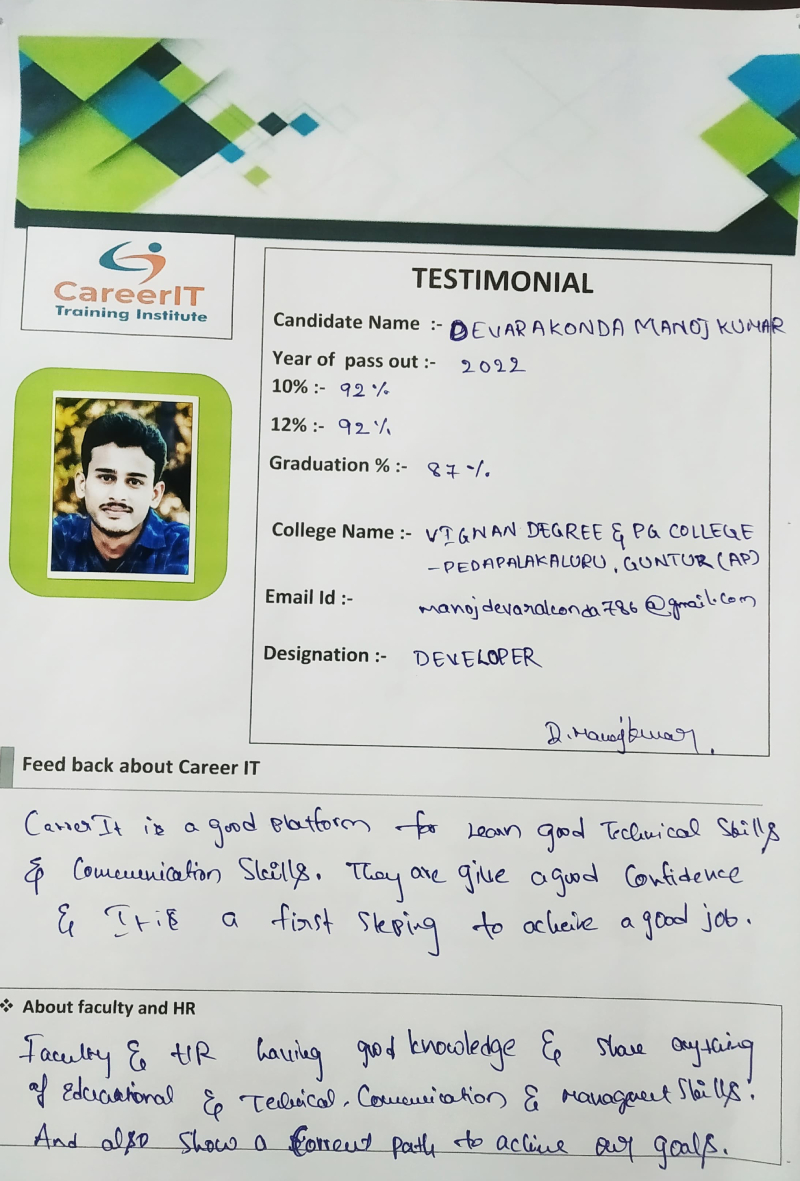 CareerIT
Training Institute
TESTIMONIAL
Candidate Name :- DEVARAKONDA MANOJ KUMAR
Year of pass out :- 2022
10% :- 92%
12% :- 92%
Graduation % :- 87%
College Name :- VIGNAN DEGREE & PG COLLEGE
- PEDAPALAKALURU, GUNTUR (AP)
Email Id :- manojdevarakonda786@gmail.com
Designation :- DEVELOPER
D. Manojkumar.
Feed back about Career IT
CarrerIt is a good Platform for Learn good Technical Skills
& Communication Skills. They are give a good Confidence
& It is a first Steping to acheive a good job.
❖ About faculty and HR
Faculty & HR having good knowledge & share anything
of Educational & Technical, Communication & Management Skills.
And also Show a Correct path to achive our goals.